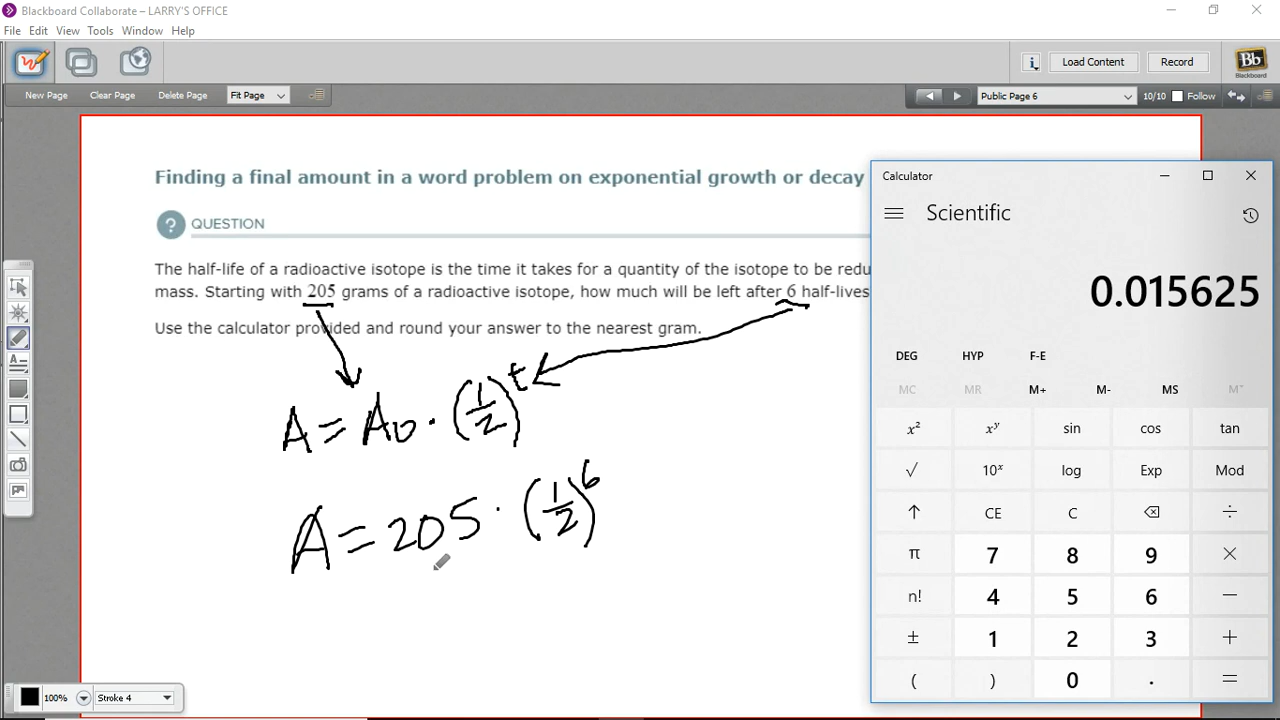 Blackboard Collaborate – LARRY'S OFFICE
File Edit View Tools Window Help
Load Content Record Bb Blackboard
New Page Clear Page Delete Page Fit Page Public Page 6 10/10 Follow
Finding a final amount in a word problem on exponential growth or decay
? QUESTION
The half-life of a radioactive isotope is the time it takes for a quantity of the isotope to be redu
mass. Starting with 205 grams of a radioactive isotope, how much will be left after 6 half-lives
Use the calculator provided and round your answer to the nearest gram.
A = A₀ · (1/2)^t
A = 205 · (1/2)^6
Calculator
Scientific
0.015625
DEG HYP F-E
MC MR M+ M- MS M˅
x² xʸ sin cos tan
√ 10ˣ log Exp Mod
↑ CE C ⌫ ÷
π 7 8 9 ×
n! 4 5 6 −
± 1 2 3 +
( ) 0 . =
100% Stroke 4